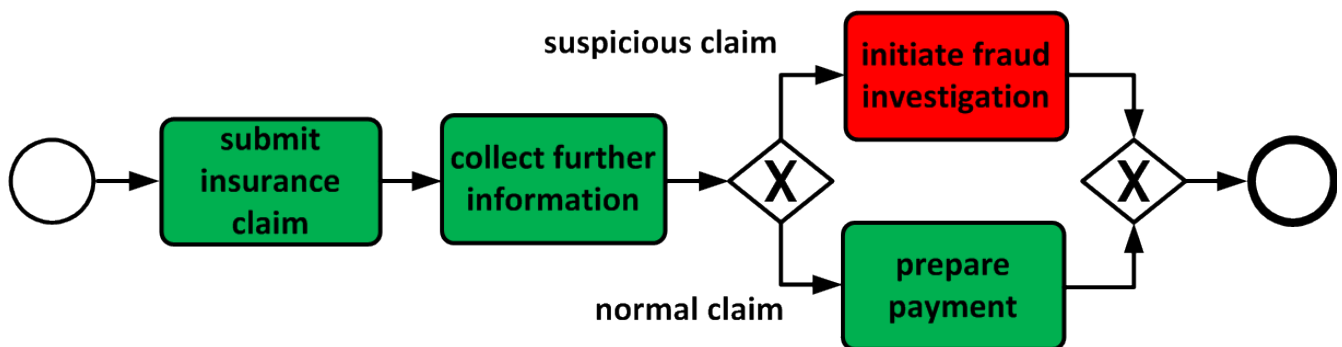 submit
insurance
claim
collect further
information
X
suspicious claim
initiate fraud
investigation
normal claim
prepare
payment
X